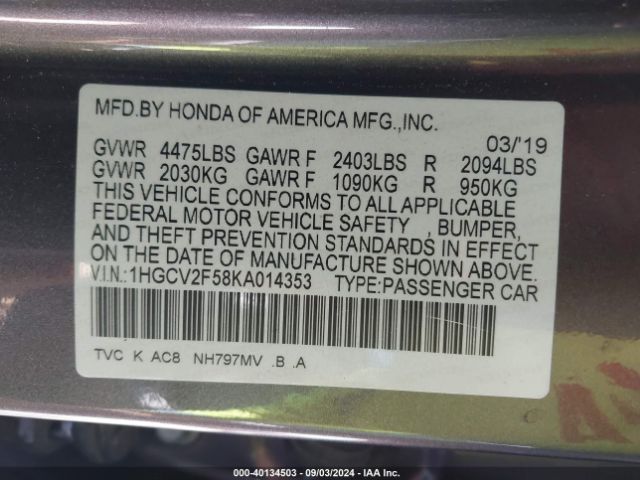 MFD.BY HONDA OF AMERICA MFG.,INC.
03/'19
GVWR 4475LBS GAWR F 2403LBS R 2094LBS
GVWR 2030KG GAWR F 1090KG R 950KG
THIS VEHICLE CONFORMS TO ALL APPLICABLE
FEDERAL MOTOR VEHICLE SAFETY , BUMPER,
AND THEFT PREVENTION STANDARDS IN EFFECT
ON THE DATE OF MANUFACTURE SHOWN ABOVE.
V.I.N.:1HGCV2F58KA014353 TYPE:PASSENGER CAR
TVC K AC8 NH797MV .B .A
000-40134503 - 09/03/2024 - IAA Inc.